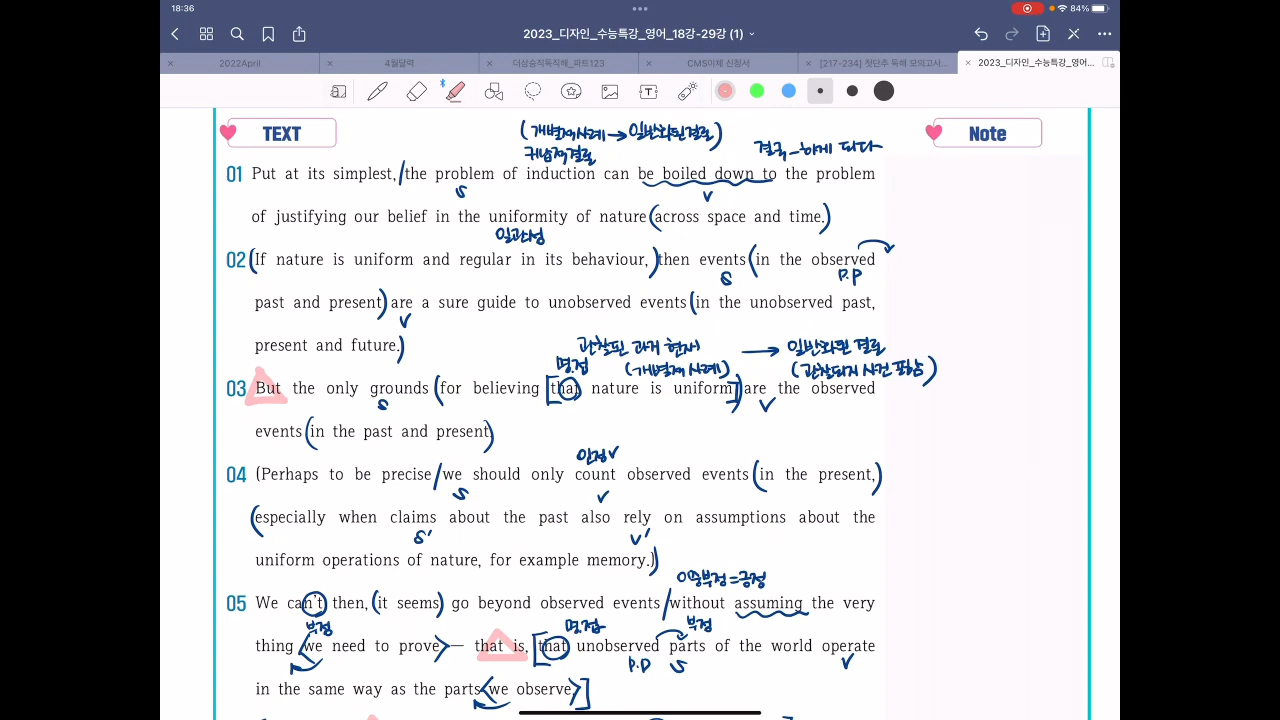 18:36
84%
2023_디자인_수능특강_영어_18강-29강 (1)
2022April
4월달력
더상승직독직해_파트123
CMS이체 신청서
[217-234] 첫단추 독해 모의고사...
2023_디자인_수능특강_영어...
TEXT
Note
(개별적 사례 → 일반화된 결론)
귀납적결론
결국 ~하게 되다
01 Put at its simplest, / the problem of induction can be boiled down to the problem
S
V
of justifying our belief in the uniformity of nature (across space and time.)
일관성
02 (If nature is uniform and regular in its behaviour,) then events (in the observed
S
P.P
past and present) are a sure guide to unobserved events (in the unobserved past,
V
present and future.)
관찰된 과거 현재 → 일반화된 결론
명접
(개별적 사례)
(관찰되지 사건 포함)
03 But the only grounds (for believing [that nature is uniform]) are the observed
S
V
events (in the past and present)
인정
04 (Perhaps to be precise / we should only count observed events (in the present,)
S
V
(especially when claims about the past also rely on assumptions about the
S'
V'
uniform operations of nature, for example memory.))
이중부정=긍정
05 We can't then, (it seems) go beyond observed events / without assuming the very
부정
명접
부정
thing <we need to prove> — that is, [that unobserved parts of the world operate
P.P
S
V
in the same way as the parts <we observe>]